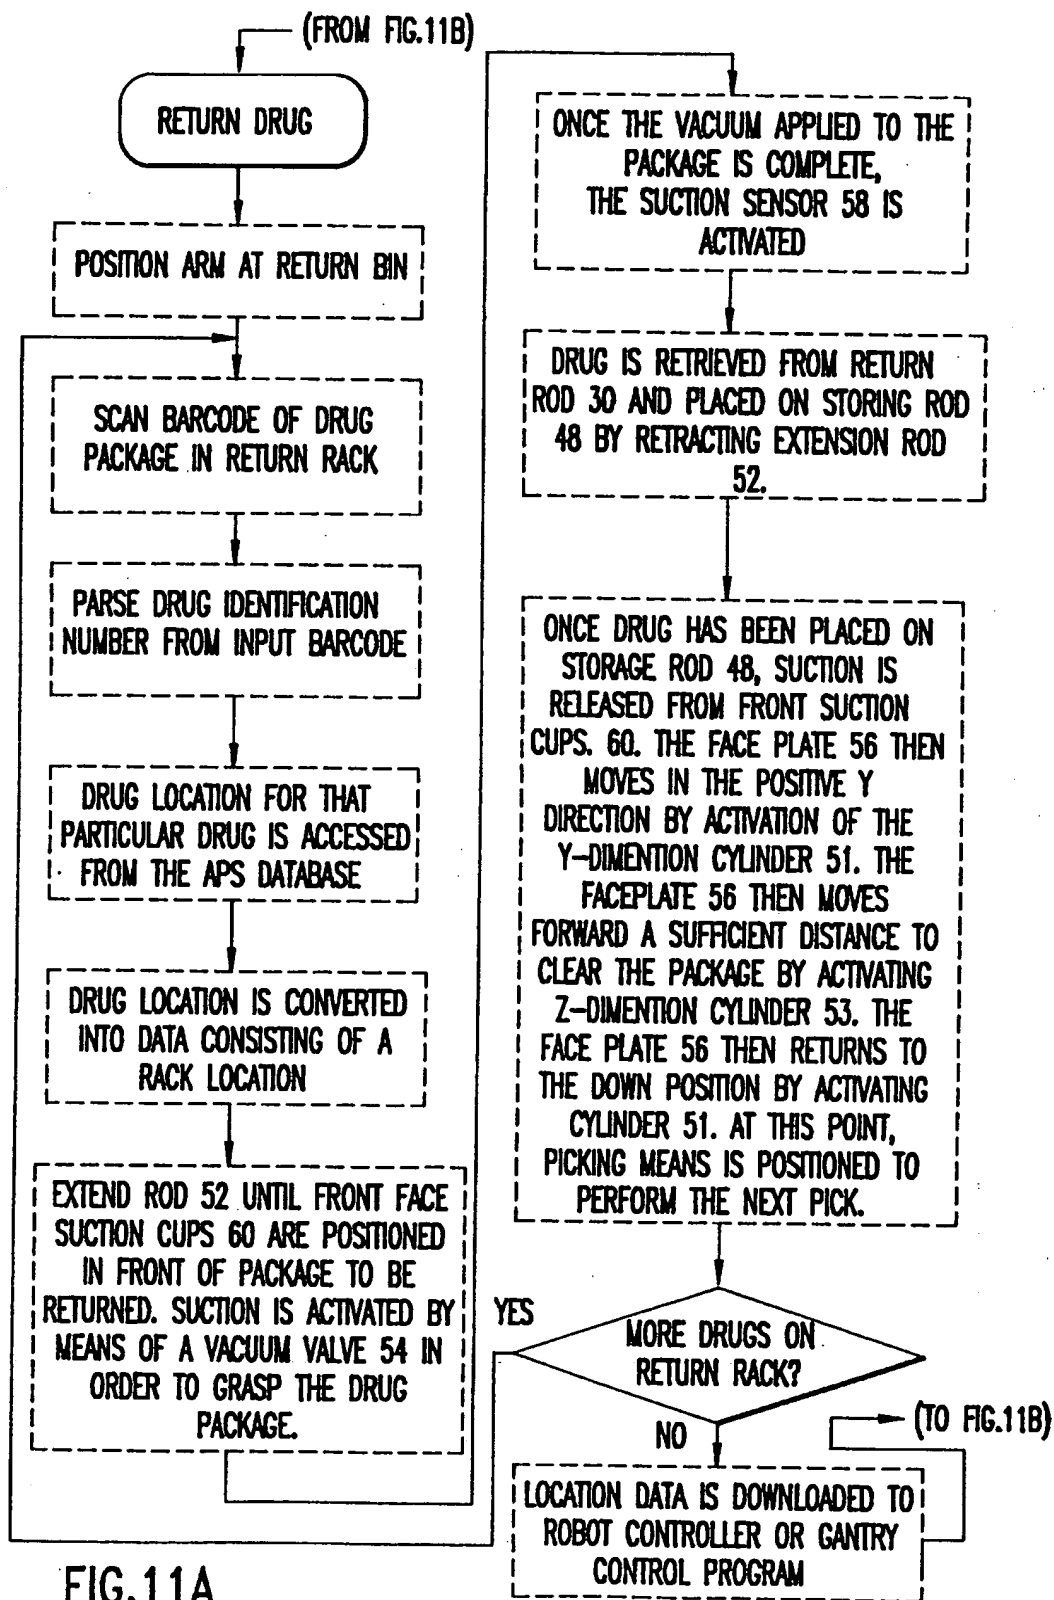 (FROM FIG.11B)
RETURN DRUG
POSITION ARM AT RETURN BIN
SCAN BARCODE OF DRUG
PACKAGE IN RETURN RACK
PARSE DRUG IDENTIFICATION
NUMBER FROM INPUT BARCODE
DRUG LOCATION FOR THAT
PARTICULAR DRUG IS ACCESSED
FROM THE APS DATABASE
DRUG LOCATION IS CONVERTED
INTO DATA CONSISTING OF A
RACK LOCATION
EXTEND ROD 52 UNTIL FRONT FACE
SUCTION CUPS 60 ARE POSITIONED
IN FRONT OF PACKAGE TO BE
RETURNED. SUCTION IS ACTIVATED BY
MEANS OF A VACUUM VALVE 54 IN
ORDER TO GRASP THE DRUG
PACKAGE.
ONCE THE VACUUM APPLIED TO THE
PACKAGE IS COMPLETE,
THE SUCTION SENSOR 58 IS
ACTIVATED
DRUG IS RETRIEVED FROM RETURN
ROD 30 AND PLACED ON STORING ROD
48 BY RETRACTING EXTENSION ROD
52.
ONCE DRUG HAS BEEN PLACED ON
STORAGE ROD 48, SUCTION IS
RELEASED FROM FRONT SUCTION
CUPS. 60. THE FACE PLATE 56 THEN
MOVES IN THE POSITIVE Y
DIRECTION BY ACTIVATION OF THE
Y-DIMENTION CYLINDER 51. THE
FACEPLATE 56 THEN MOVES
FORWARD A SUFFICIENT DISTANCE TO
CLEAR THE PACKAGE BY ACTIVATING
Z-DIMENTION CYLINDER 53. THE
FACE PLATE 56 THEN RETURNS TO
THE DOWN POSITION BY ACTIVATING
CYLINDER 51. AT THIS POINT,
PICKING MEANS IS POSITIONED TO
PERFORM THE NEXT PICK.
MORE DRUGS ON
RETURN RACK?
YES
NO
(TO FIG.11B)
LOCATION DATA IS DOWNLOADED TO
ROBOT CONTROLLER OR GANTRY
CONTROL PROGRAM
FIG.11A